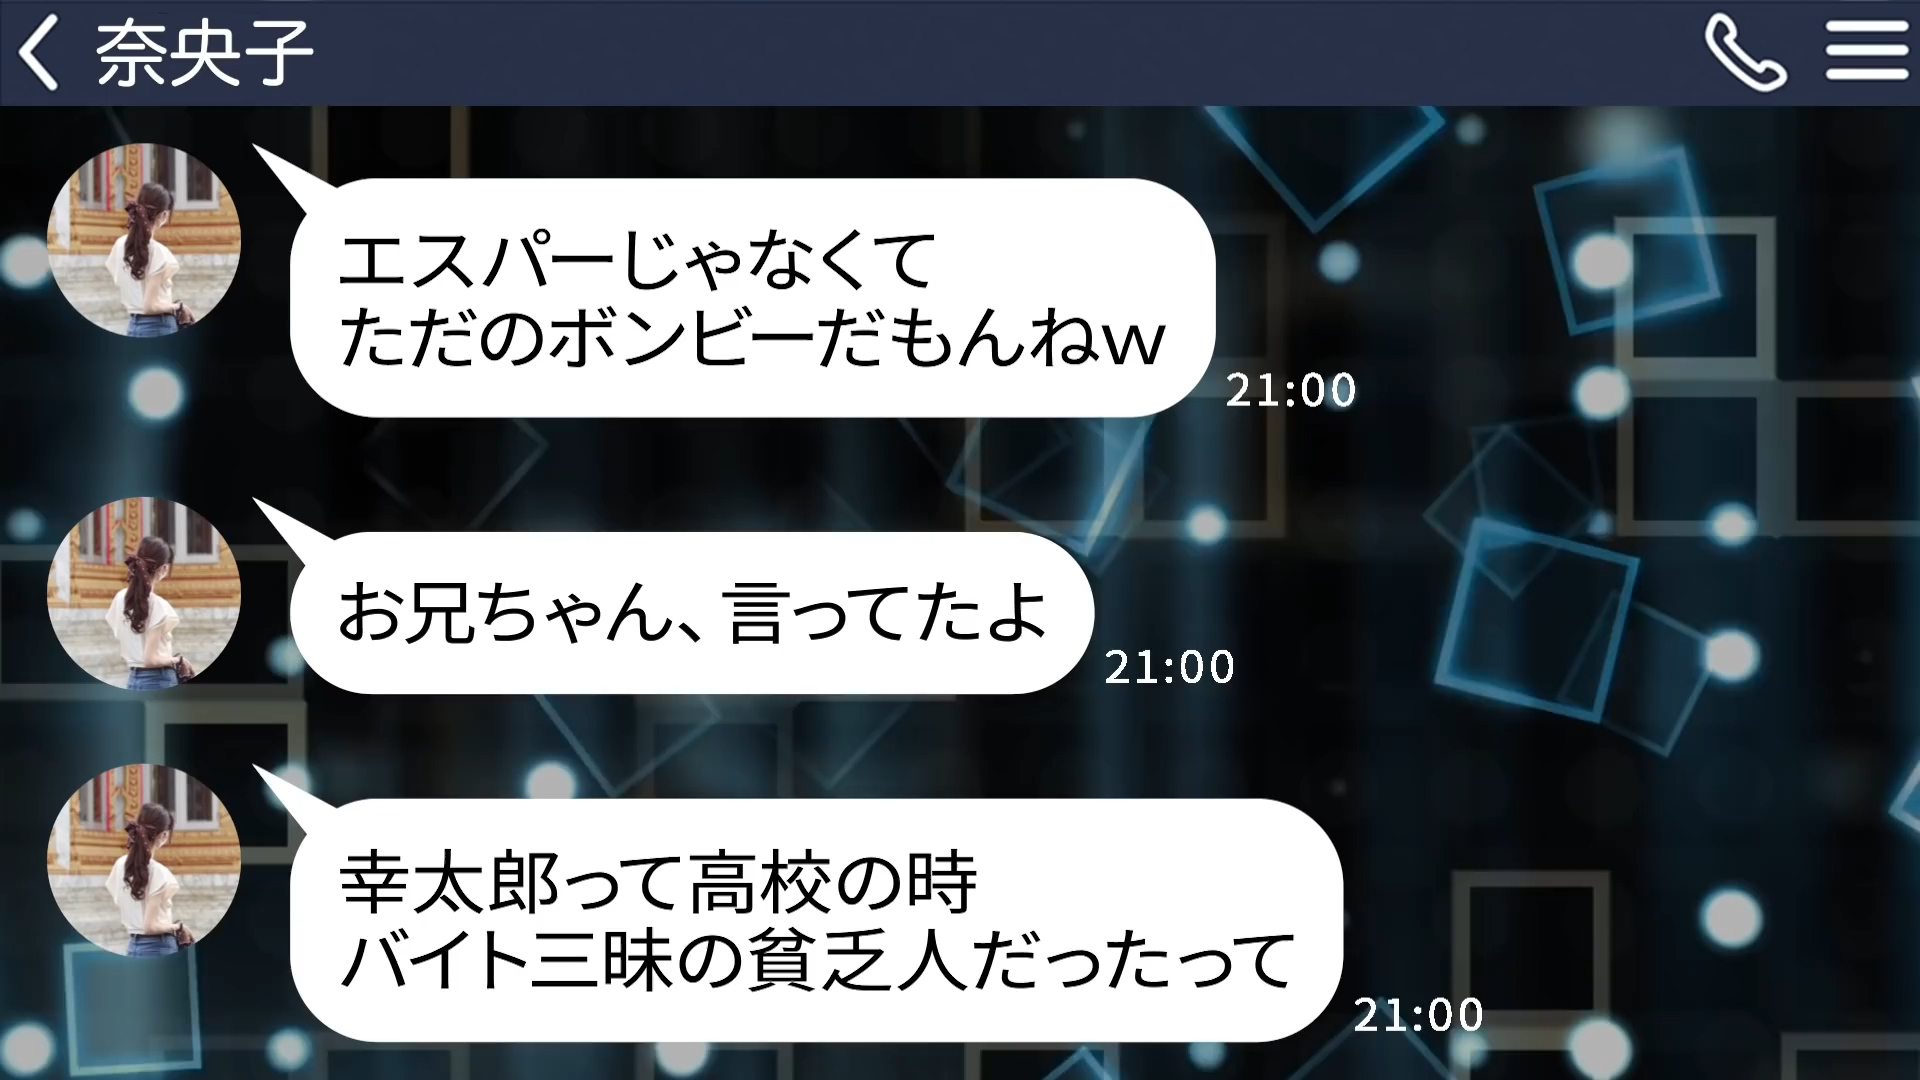 奈央子
エスパーじゃなくて
ただのボンビーだもんねw
21:00
お兄ちゃん、言ってたよ
21:00
幸太郎って高校の時
バイト三昧の貧乏人だったって
21:00